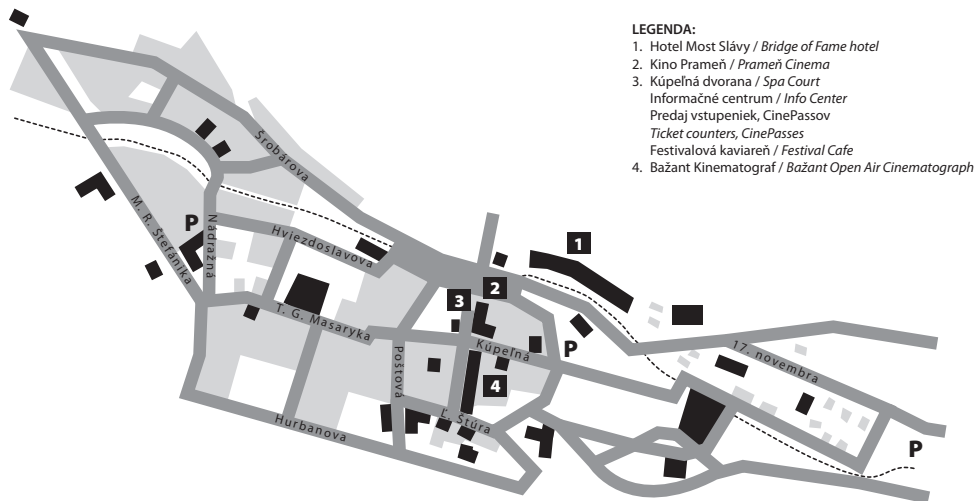 LEGENDA:
1. Hotel Most Slávy / Bridge of Fame hotel
2. Kino Prameň / Prameň Cinema
3. Kúpeľná dvorana / Spa Court
Informačné centrum / Info Center
Predaj vstupeniek, CinePassov
Ticket counters, CinePasses
Festivalová kaviareň / Festival Cafe
4. Bažant Kinematograf / Bažant Open Air Cinematograph
Šrobárova
M. R. Štefánika
P
Nádražná
Hviezdoslavova
1
2
3
T. G. Masaryka
Kúpeľná
P
17. novembra
Poštová
4
Ľ. Štúra
Hurbanova
P